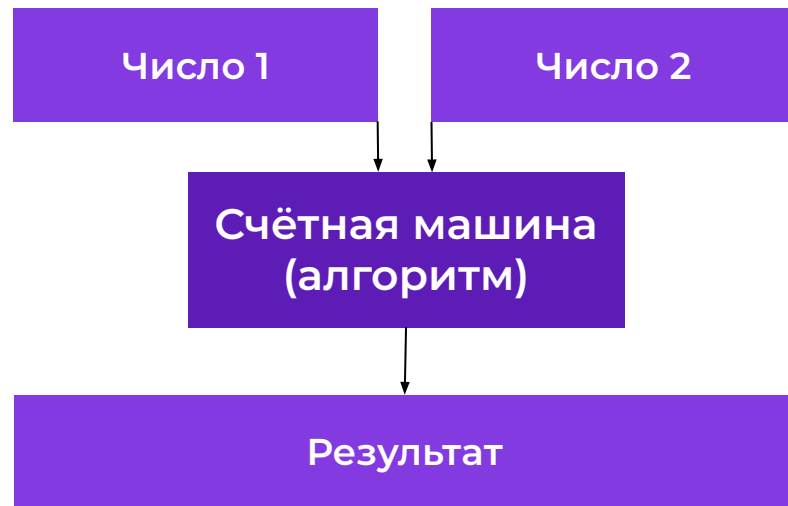 Число 1
Число 2
Счётная машина
(алгоритм)
Результат